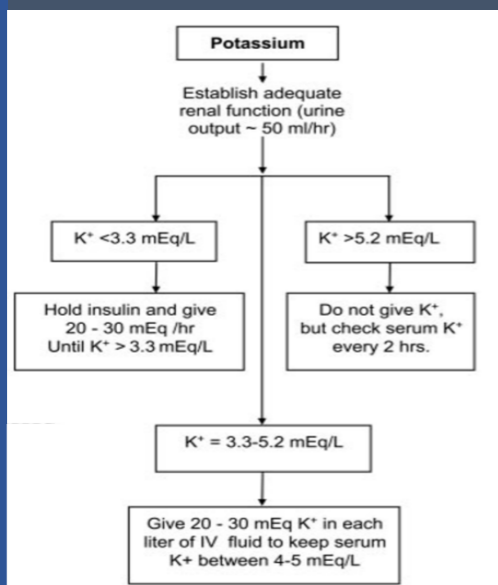 Potassium
Establish adequate
renal function (urine
output ~ 50 ml/hr)
K⁺ <3.3 mEq/L
K⁺ >5.2 mEq/L
Hold insulin and give
20 - 30 mEq /hr
Until K⁺ > 3.3 mEq/L
Do not give K⁺,
but check serum K⁺
every 2 hrs.
K⁺ = 3.3-5.2 mEq/L
Give 20 - 30 mEq K⁺ in each
liter of IV fluid to keep serum
K+ between 4-5 mEq/L